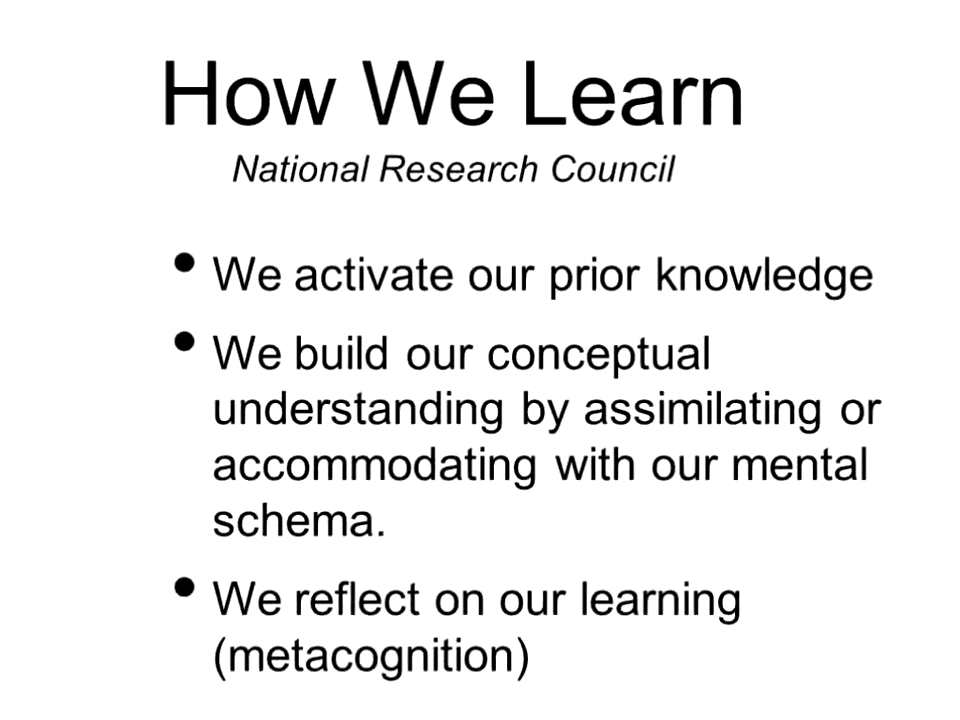 How We Learn
National Research Council
• We activate our prior knowledge
• We build our conceptual
understanding by assimilating or
accommodating with our mental
schema.
• We reflect on our learning
(metacognition)